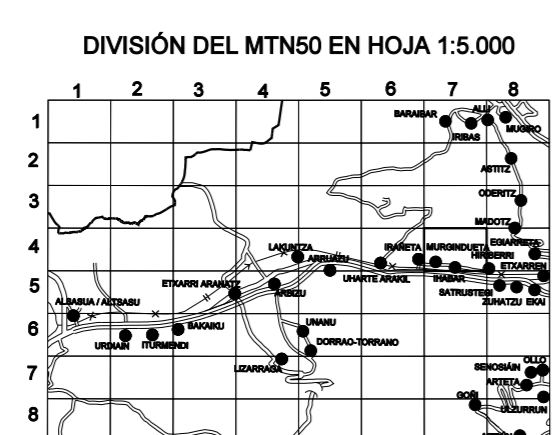 DIVISIÓN DEL MTN50 EN HOJA 1:5.000
1 2 3 4 5 6 7 8
1
BARAIBAR
ALLI
IRIBAS
MUGIRO
2
ASTITZ
3
ODERITZ
MADOTZ
4
LAKUNTZA
ARRUAZU
IRAÑETA
MURGINDUETA
EGIARRETA
HIRIBERRI
ETXARREN
5
ETXARRI ARANATZ
ARBIZU
UHARTE ARAKIL
IHABAR
SATRUSTEGI
ZUHATZU
EKAI
ALSASUA / ALTSASU
6
URDIAIN
ITURMENDI
BAKAIKU
UNANU
DORRAO-TORRANO
7
LIZARRAGA
OLLO
SENOSIÁIN
ARTETA
GOÑI
ULZURRUN
8